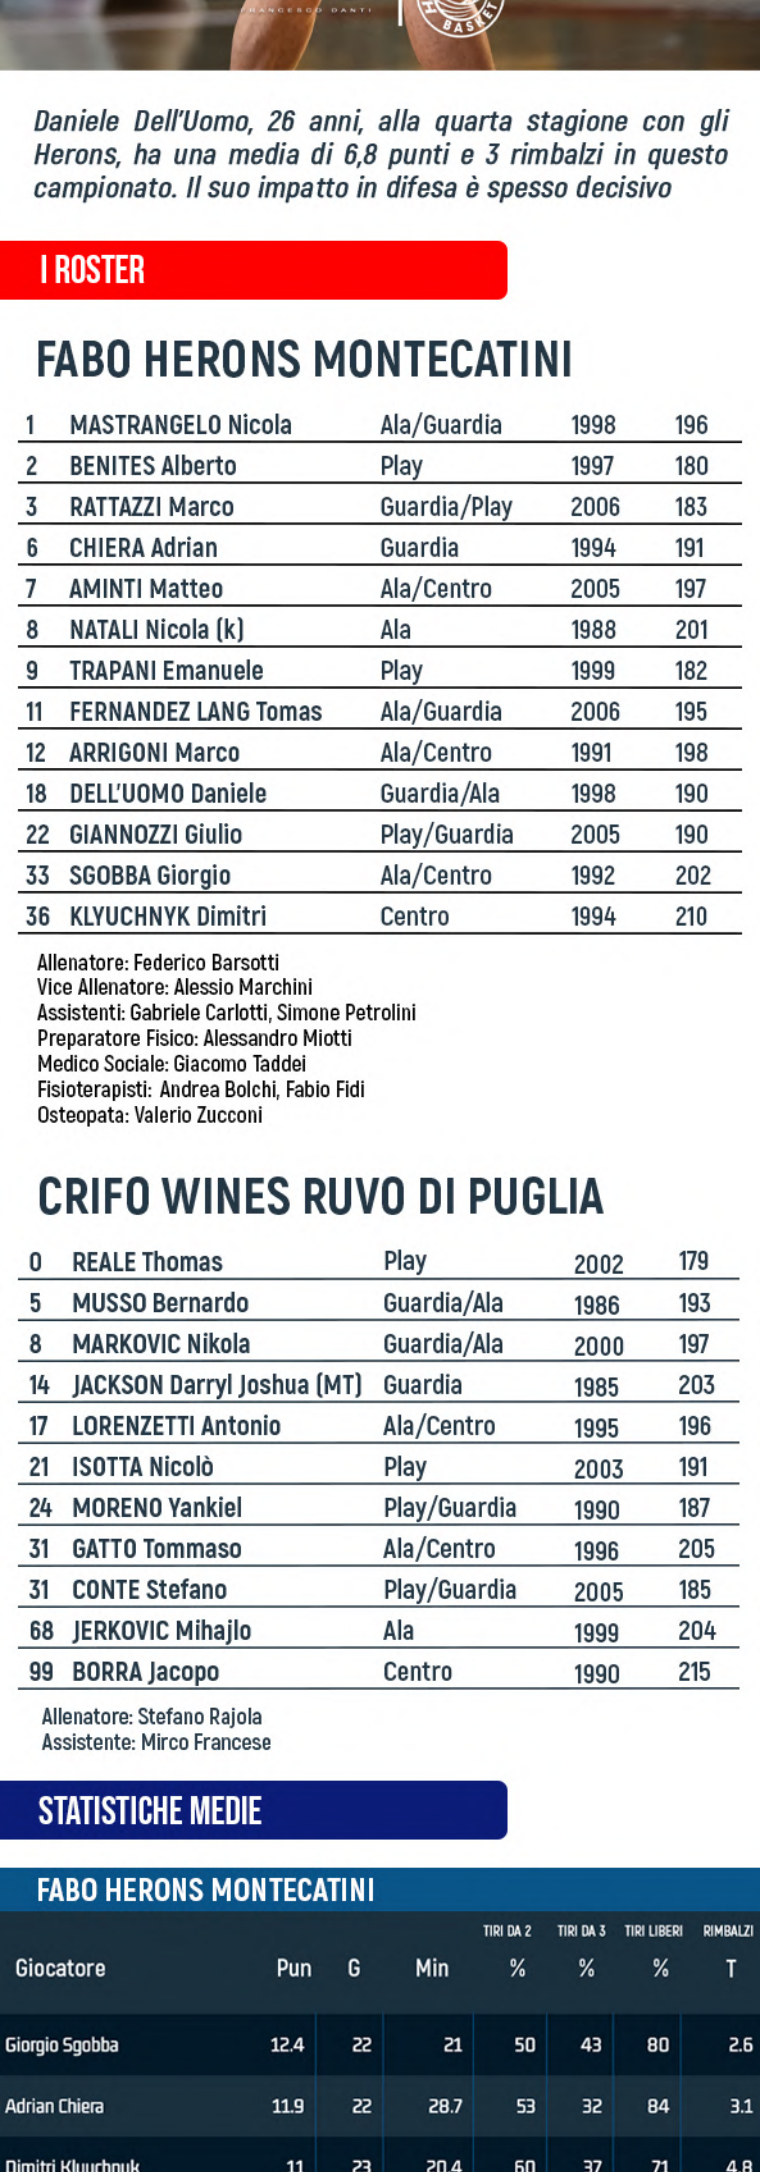 FRANCESCO DANTI
BASKET
Daniele Dell'Uomo, 26 anni, alla quarta stagione con gli
Herons, ha una media di 6,8 punti e 3 rimbalzi in questo
campionato. Il suo impatto in difesa è spesso decisivo
I ROSTER
FABO HERONS MONTECATINI
1 MASTRANGELO Nicola Ala/Guardia 1998 196
2 BENITES Alberto Play 1997 180
3 RATTAZZI Marco Guardia/Play 2006 183
6 CHIERA Adrian Guardia 1994 191
7 AMINTI Matteo Ala/Centro 2005 197
8 NATALI Nicola (k) Ala 1988 201
9 TRAPANI Emanuele Play 1999 182
11 FERNANDEZ LANG Tomas Ala/Guardia 2006 195
12 ARRIGONI Marco Ala/Centro 1991 198
18 DELL'UOMO Daniele Guardia/Ala 1998 190
22 GIANNOZZI Giulio Play/Guardia 2005 190
33 SGOBBA Giorgio Ala/Centro 1992 202
36 KLYUCHNYK Dimitri Centro 1994 210
Allenatore: Federico Barsotti
Vice Allenatore: Alessio Marchini
Assistenti: Gabriele Carlotti, Simone Petrolini
Preparatore Fisico: Alessandro Miotti
Medico Sociale: Giacomo Taddei
Fisioterapisti: Andrea Bolchi, Fabio Fidi
Osteopata: Valerio Zucconi
CRIFO WINES RUVO DI PUGLIA
0 REALE Thomas Play 2002 179
5 MUSSO Bernardo Guardia/Ala 1986 193
8 MARKOVIC Nikola Guardia/Ala 2000 197
14 JACKSON Darryl Joshua (MT) Guardia 1985 203
17 LORENZETTI Antonio Ala/Centro 1995 196
21 ISOTTA Nicolò Play 2003 191
24 MORENO Yankiel Play/Guardia 1990 187
31 GATTO Tommaso Ala/Centro 1996 205
31 CONTE Stefano Play/Guardia 2005 185
68 JERKOVIC Mihajlo Ala 1999 204
99 BORRA Jacopo Centro 1990 215
Allenatore: Stefano Rajola
Assistente: Mirco Francese
STATISTICHE MEDIE
FABO HERONS MONTECATINI
TIRI DA 2 TIRI DA 3 TIRI LIBERI RIMBALZI
Giocatore Pun G Min % % % T
Giorgio Sgobba 12.4 22 21 50 43 80 2.6
Adrian Chiera 11.9 22 28.7 53 32 84 3.1
Dimitri Klyuchnyk 11 23 20.4 60 37 71 4.8